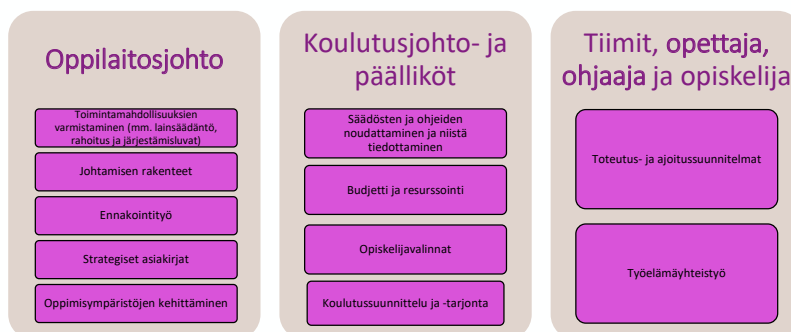 Oppilaitosjohto
Toimintamahdollisuuksien
varmistaminen (mm. lainsäädäntö,
rahoitus ja järjestämisluvat)
Johtamisen rakenteet
Ennakointityö
Strategiset asiakirjat
Oppimisympäristöjen kehittäminen
Koulutusjohto- ja
päälliköt
Säädösten ja ohjeiden
noudattaminen ja niistä
tiedottaminen
Budjetti ja resurssointi
Opiskelijavalinnat
Koulutussuunnittelu ja -tarjonta
Tiimit, opettaja,
ohjaaja ja opiskelija
Toteutus- ja ajoitussuunnitelmat
Työelämäyhteistyö